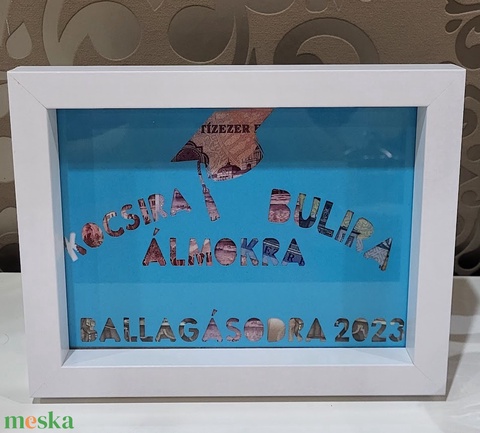 TÍZEZER F
KOCSIRA BULIRA
ÁLMOKRA
BALLAGÁSODRA 2023
meska